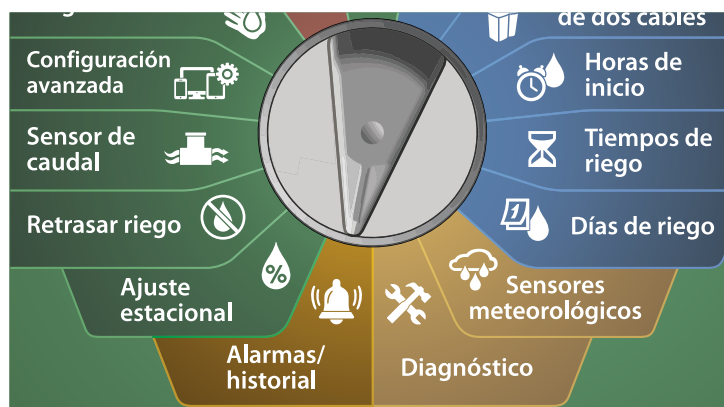 de dos cables
Configuración
avanzada
Horas de
inicio
Sensor de
caudal
Tiempos de
riego
Retrasar riego
1
Días de riego
Ajuste
estacional
%
Sensores
meteorológicos
Alarmas/
historial
Diagnóstico